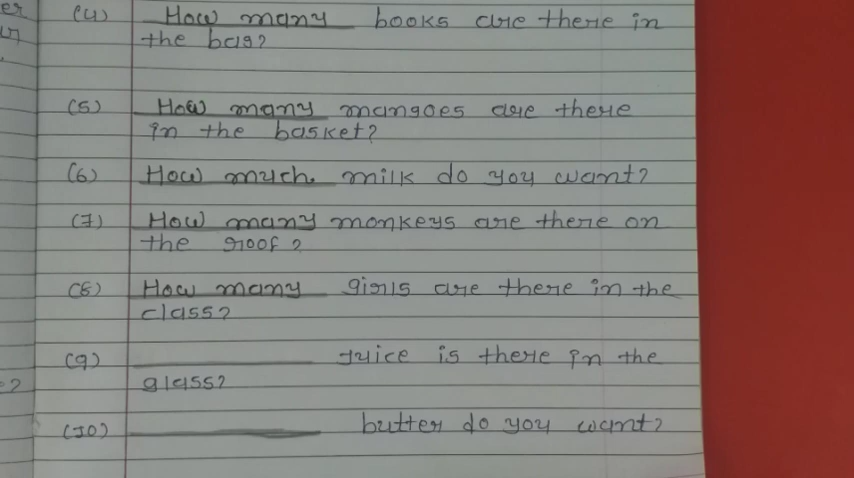 er
(4) How many books are there in
the bag?
(5) How many mangoes are there
in the basket?
(6) How much milk do you want?
(7) How many monkeys are there on
the roof?
(8) How many girls are there in the
class?
(9) juice is there in the
glass?
(10) butter do you want?